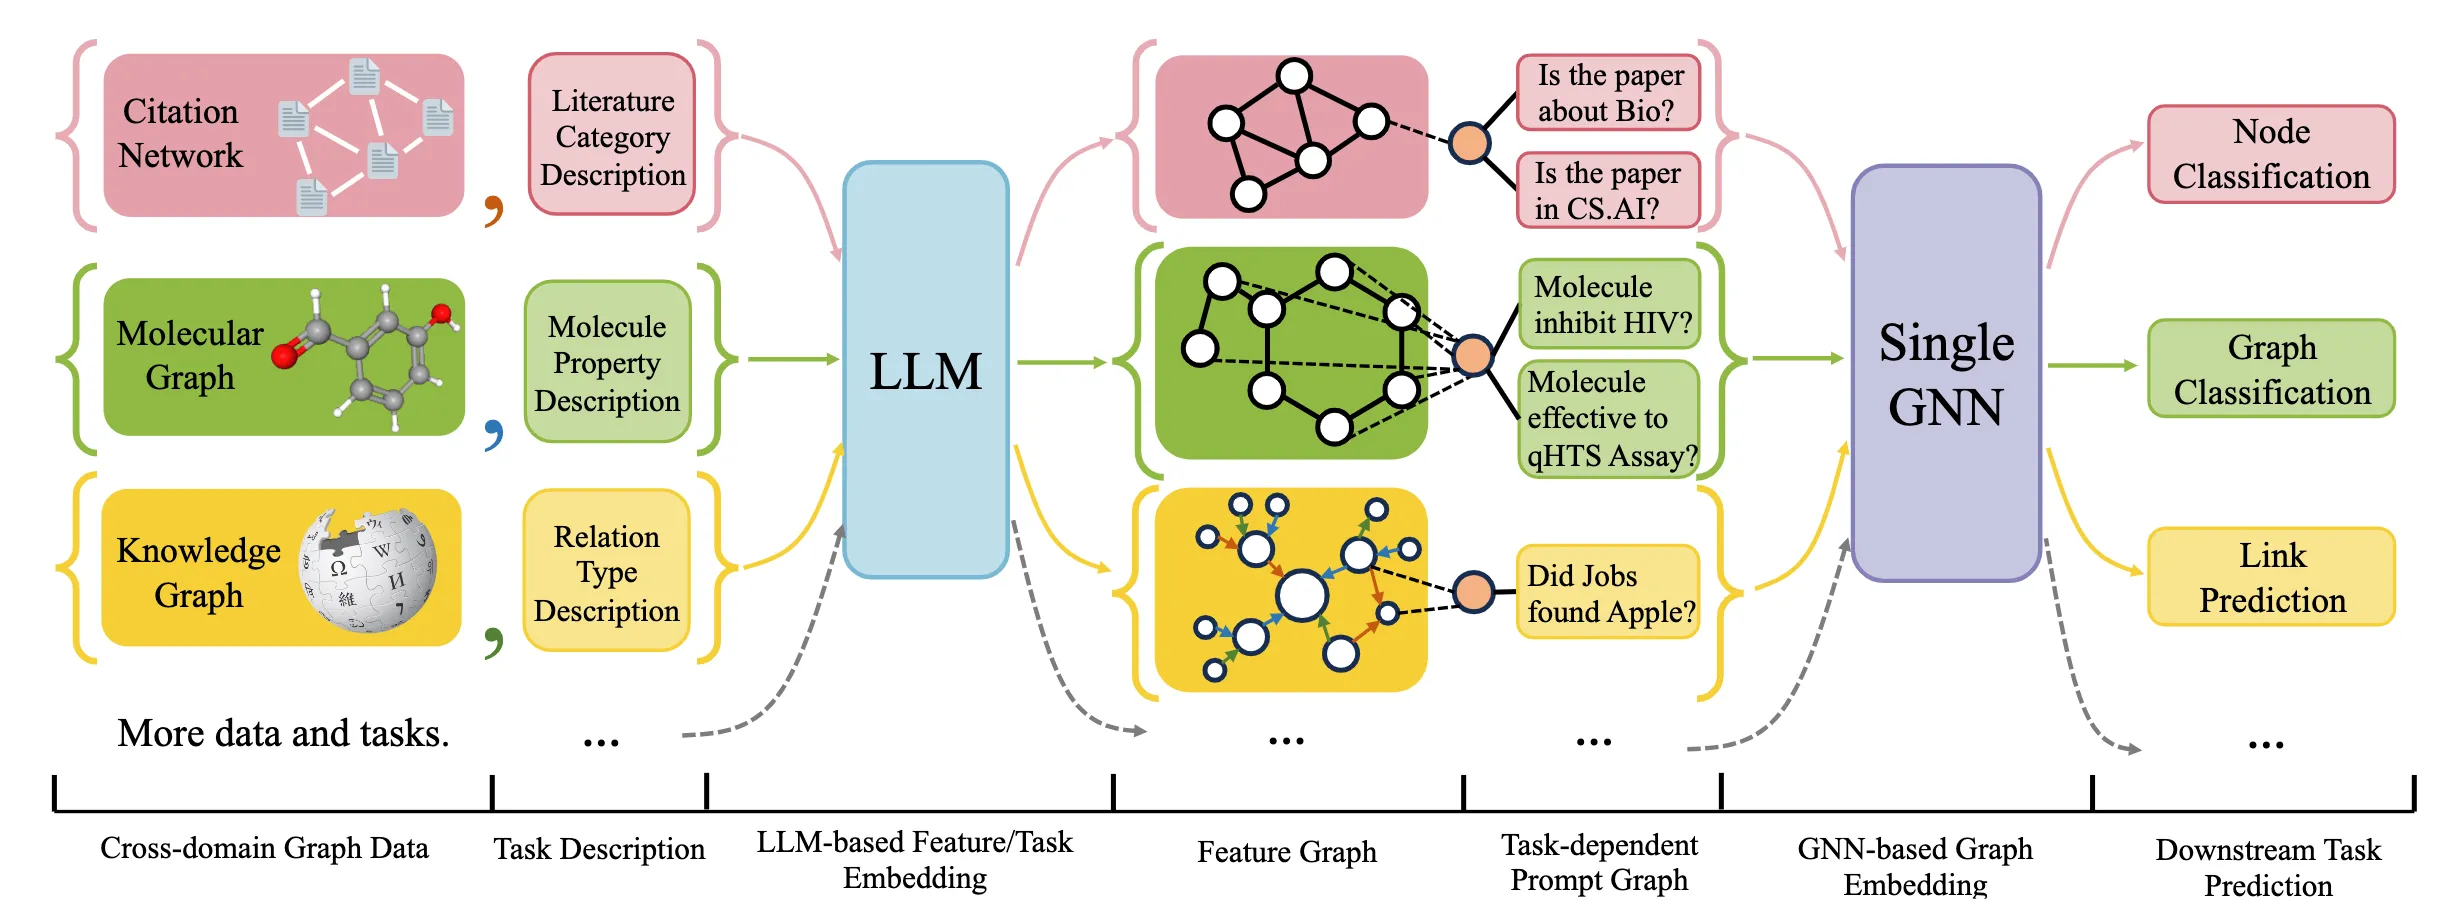 Citation
Network
,
Literature
Category
Description
Is the paper
about Bio?
Is the paper
in CS.AI?
Node
Classification
Molecular
Graph
,
Molecule
Property
Description
LLM
Molecule
inhibit HIV?
Molecule
effective to
qHTS Assay?
Single
GNN
Graph
Classification
Knowledge
Graph
Ω
W
И
維
,
Relation
Type
Description
Did Jobs
found Apple?
Link
Prediction
More data and tasks.
...
...
...
...
Cross-domain Graph Data
Task Description
LLM-based Feature/Task
Embedding
Feature Graph
Task-dependent
Prompt Graph
GNN-based Graph
Embedding
Downstream Task
Prediction